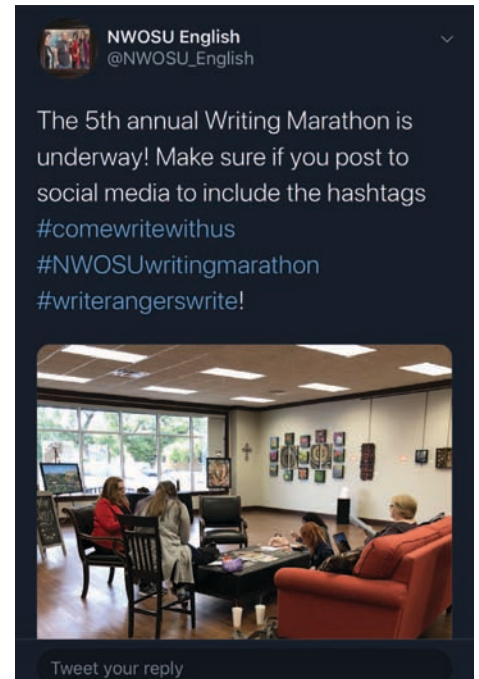 NWOSU English
@NWOSU_English
The 5th annual Writing Marathon is
underway! Make sure if you post to
social media to include the hashtags
#comewritewithus
#NWOSUwritingmarathon
#writerangerswrite!
Tweet your reply